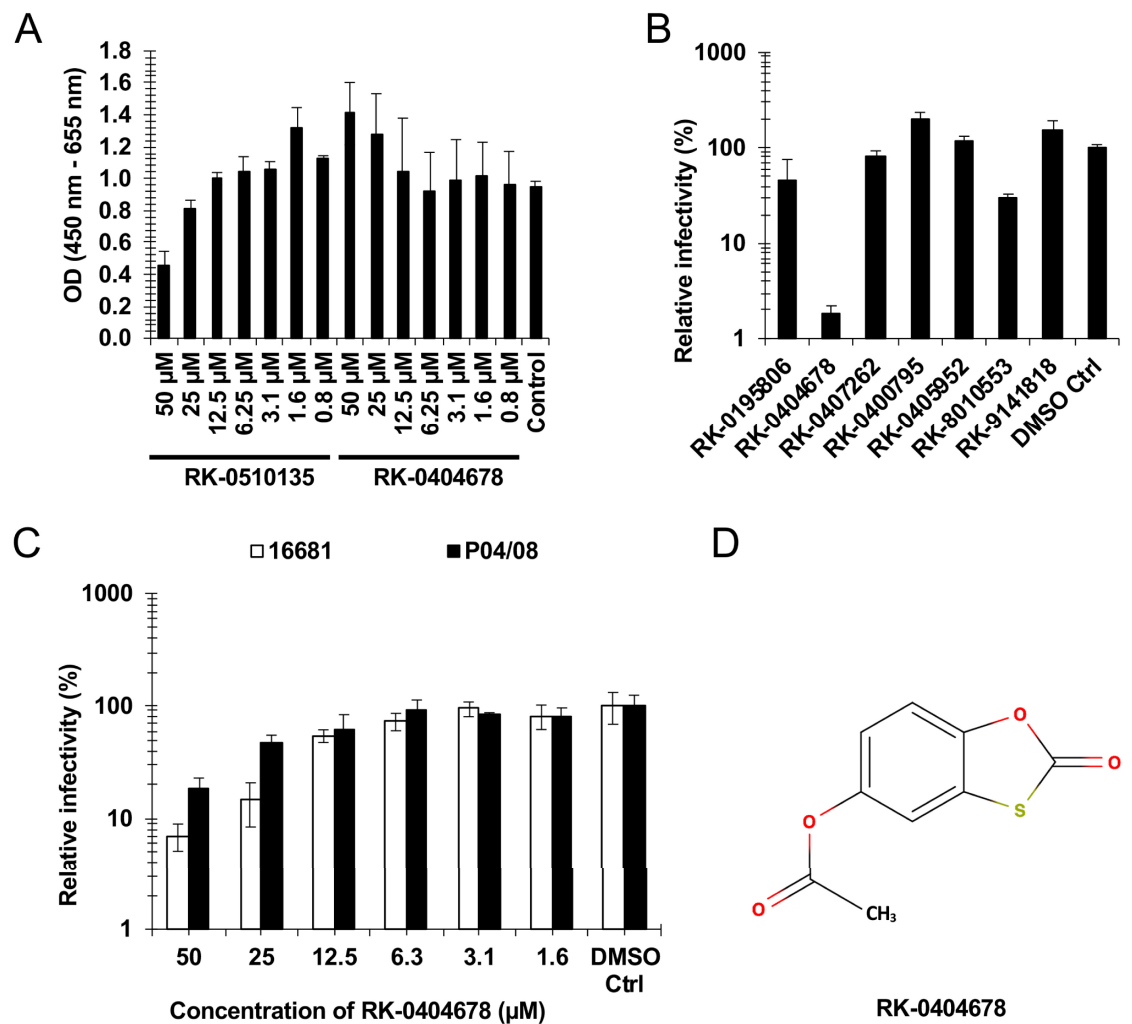 A
OD (450 nm - 655 nm)
1.8
1.6
1.4
1.2
1.0
0.8
0.6
0.4
0.2
0.0
50 µM
25 µM
12.5 µM
6.25 µM
3.1 µM
1.6 µM
0.8 µM
50 µM
25 µM
12.5 µM
6.25 µM
3.1 µM
1.6 µM
0.8 µM
Control
RK-0510135
RK-0404678
B
Relative infectivity (%)
1000
100
10
1
RK-0195806
RK-0404678
RK-0407262
RK-0400795
RK-0405952
RK-8010553
RK-9141818
DMSO Ctrl
C
16681
P04/08
Relative infectivity (%)
1000
100
10
1
50
25
12.5
6.3
3.1
1.6
DMSO
Ctrl
Concentration of RK-0404678 (µM)
D
O
O
S
O
O
CH₃
RK-0404678